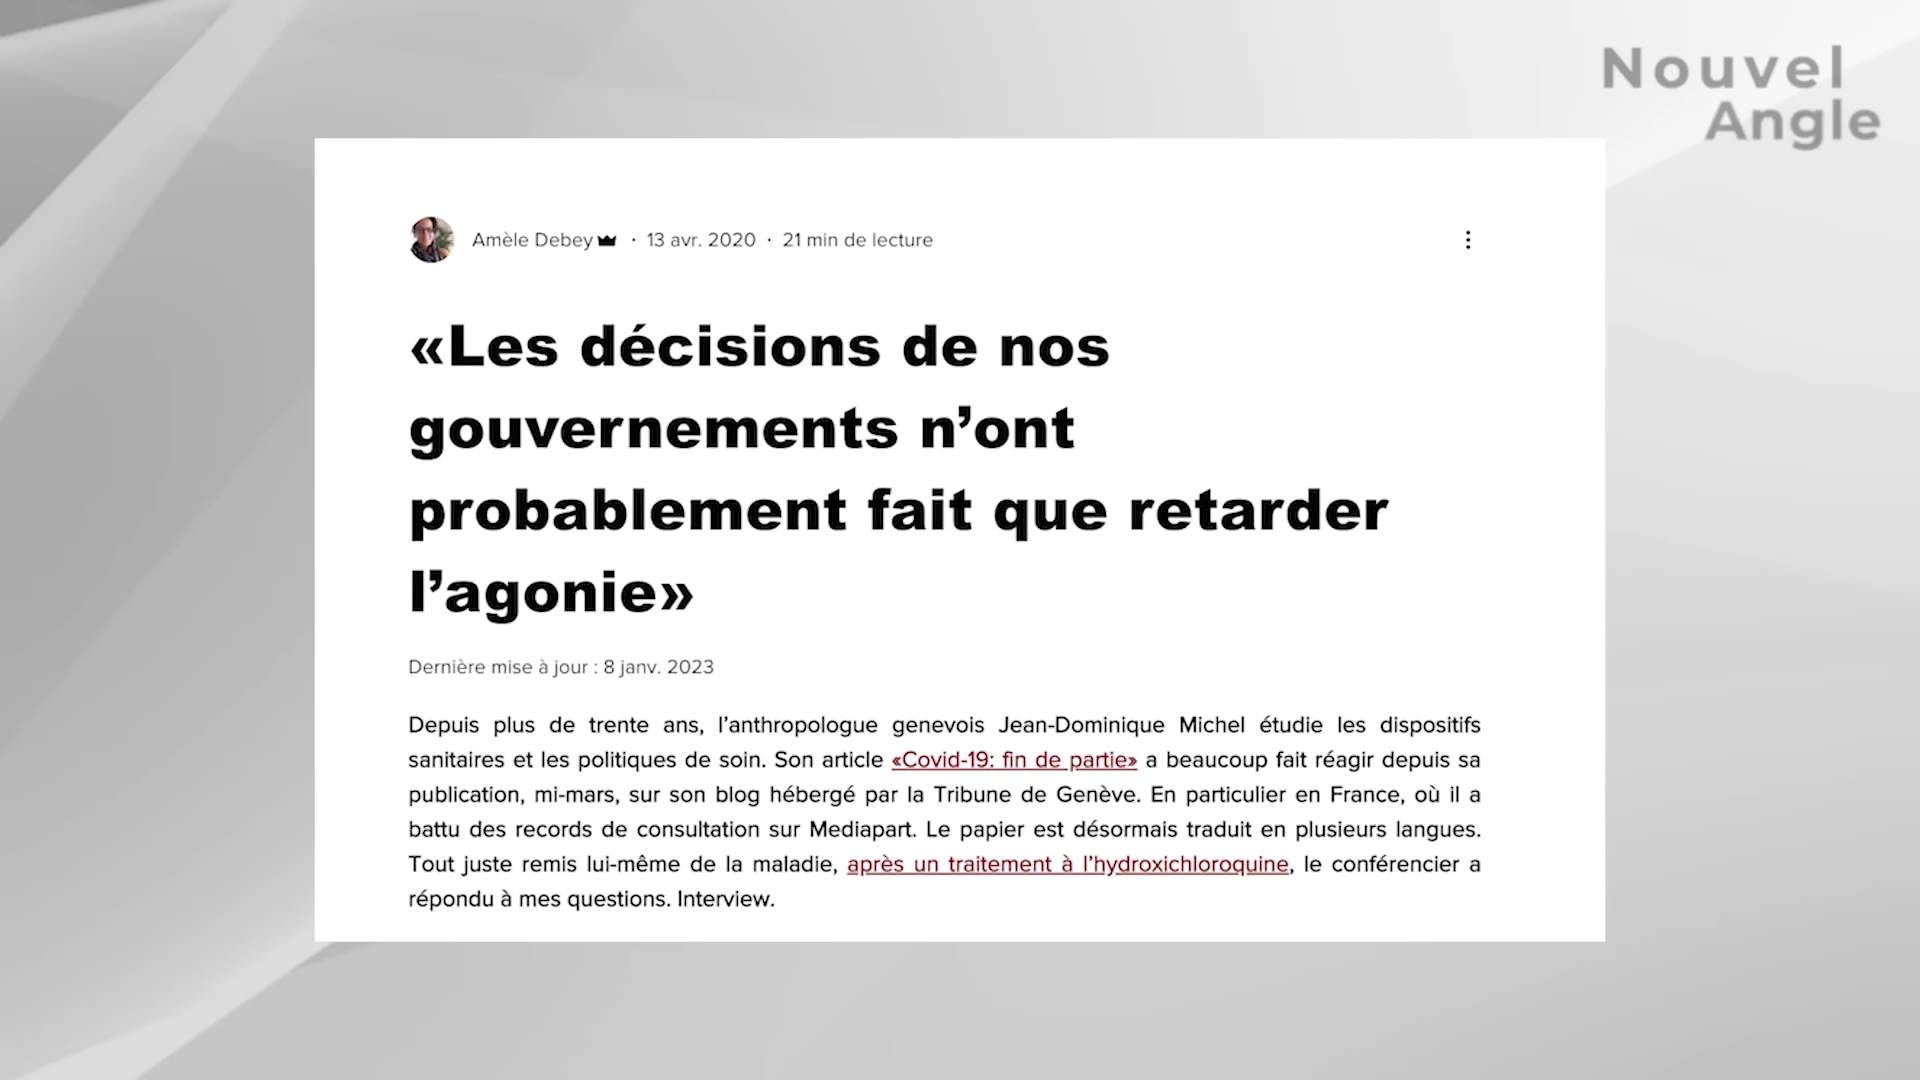 Nouvel
Angle
Amèle Debey · 13 avr. 2020 · 21 min de lecture
«Les décisions de nos
gouvernements n’ont
probablement fait que retarder
l’agonie»
Dernière mise à jour : 8 janv. 2023
Depuis plus de trente ans, l’anthropologue genevois Jean-Dominique Michel étudie les dispositifs
sanitaires et les politiques de soin. Son article «Covid-19: fin de partie» a beaucoup fait réagir depuis sa
publication, mi-mars, sur son blog hébergé par la Tribune de Genève. En particulier en France, où il a
battu des records de consultation sur Mediapart. Le papier est désormais traduit en plusieurs langues.
Tout juste remis lui-même de la maladie, après un traitement à l’hydroxichloroquine, le conférencier a
répondu à mes questions. Interview.